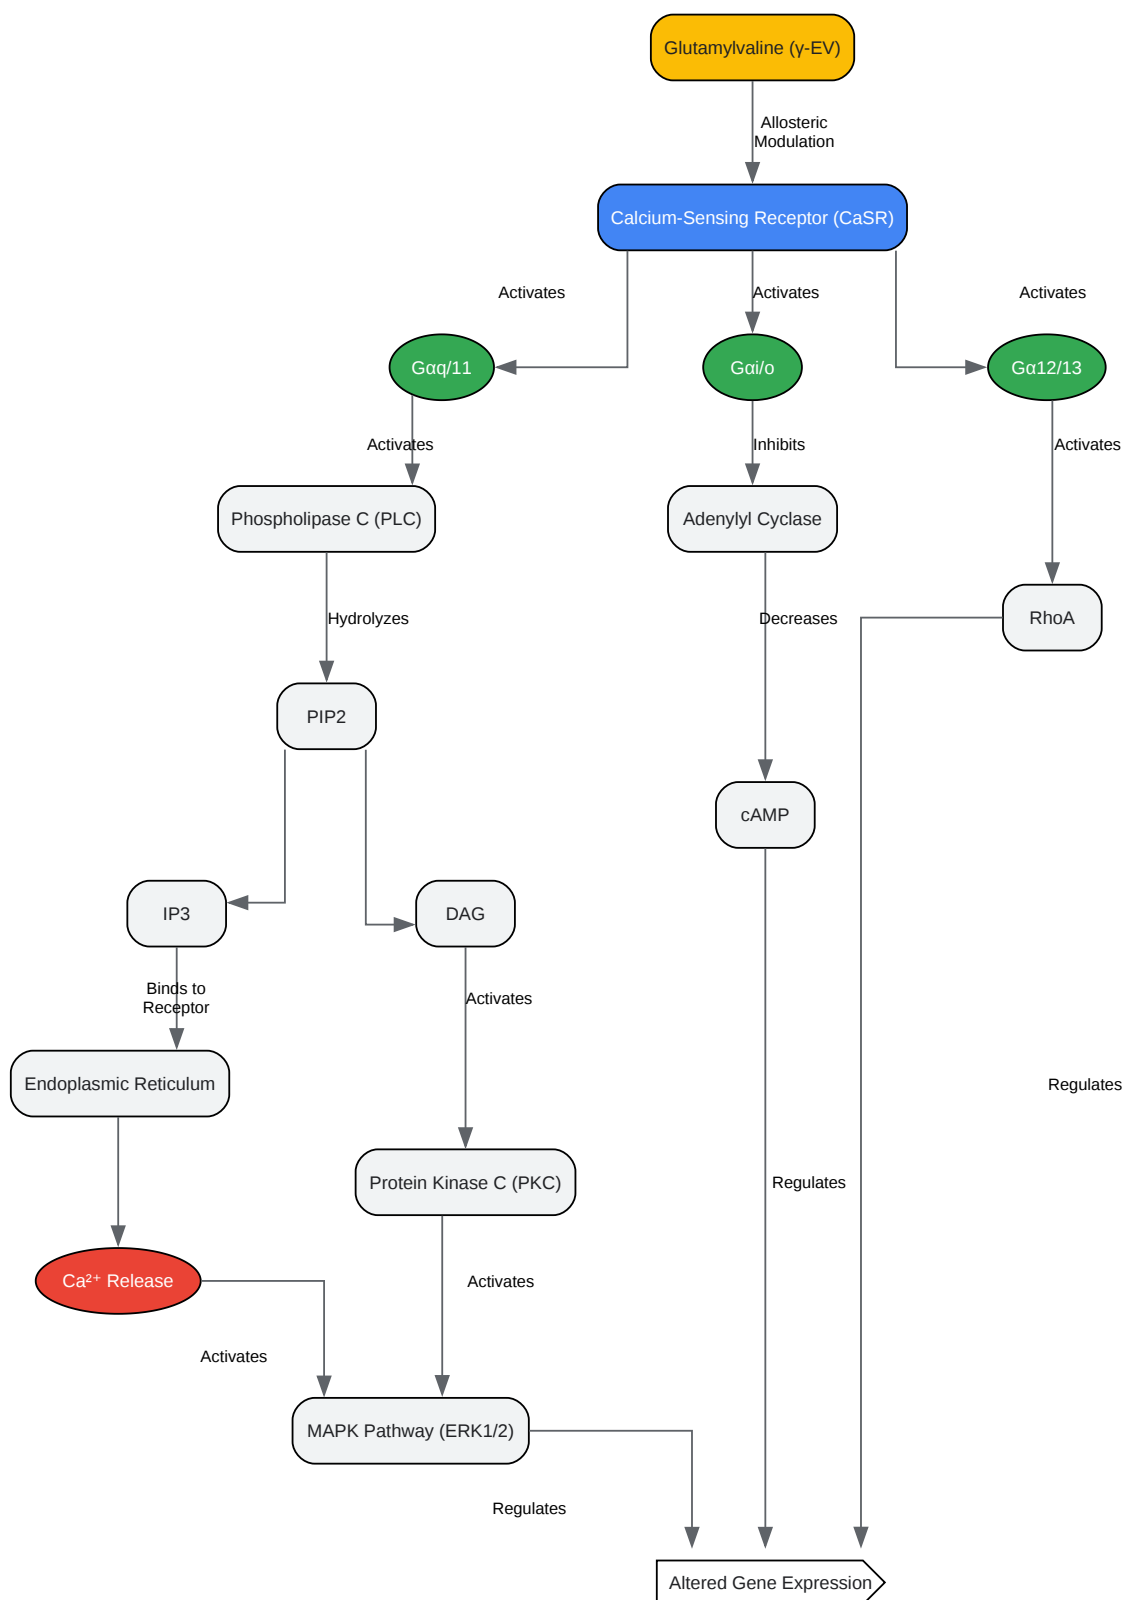 Glutamylvaline (γ-EV)
Allosteric
Modulation
Calcium-Sensing Receptor (CaSR)
Activates
Activates
Activates
Gαq/11
Gαi/o
Gα12/13
Activates
Inhibits
Activates
Phospholipase C (PLC)
Adenylyl Cyclase
Hydrolyzes
Decreases
RhoA
PIP2
cAMP
IP3
DAG
Binds to
Receptor
Activates
Endoplasmic Reticulum
Regulates
Protein Kinase C (PKC)
Regulates
Ca²⁺ Release
Activates
Activates
MAPK Pathway (ERK1/2)
Regulates
Altered Gene Expression